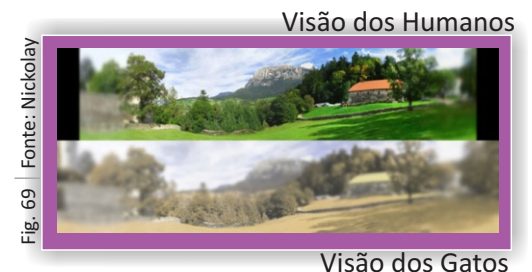 Visão dos Humanos
Fig. 69 | Fonte: Nickolay
Visão dos Gatos